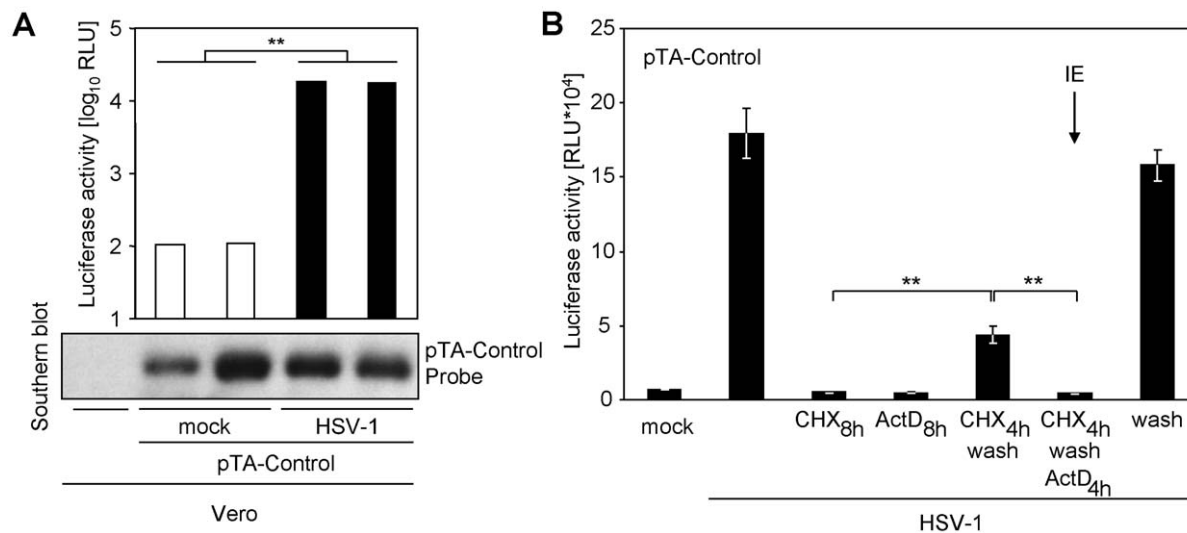 A
Luciferase activity [log10 RLU]
5
4
3
2
1
**
Southern blot
pTA-Control
Probe
mock
HSV-1
pTA-Control
Vero
B
Luciferase activity [RLU*10^4)
25
20
15
10
5
0
pTA-Control
IE
** **
mock
CHX8h
ActD8h
CHX4h
wash
CHX4h
wash
ActD4h
wash
HSV-1